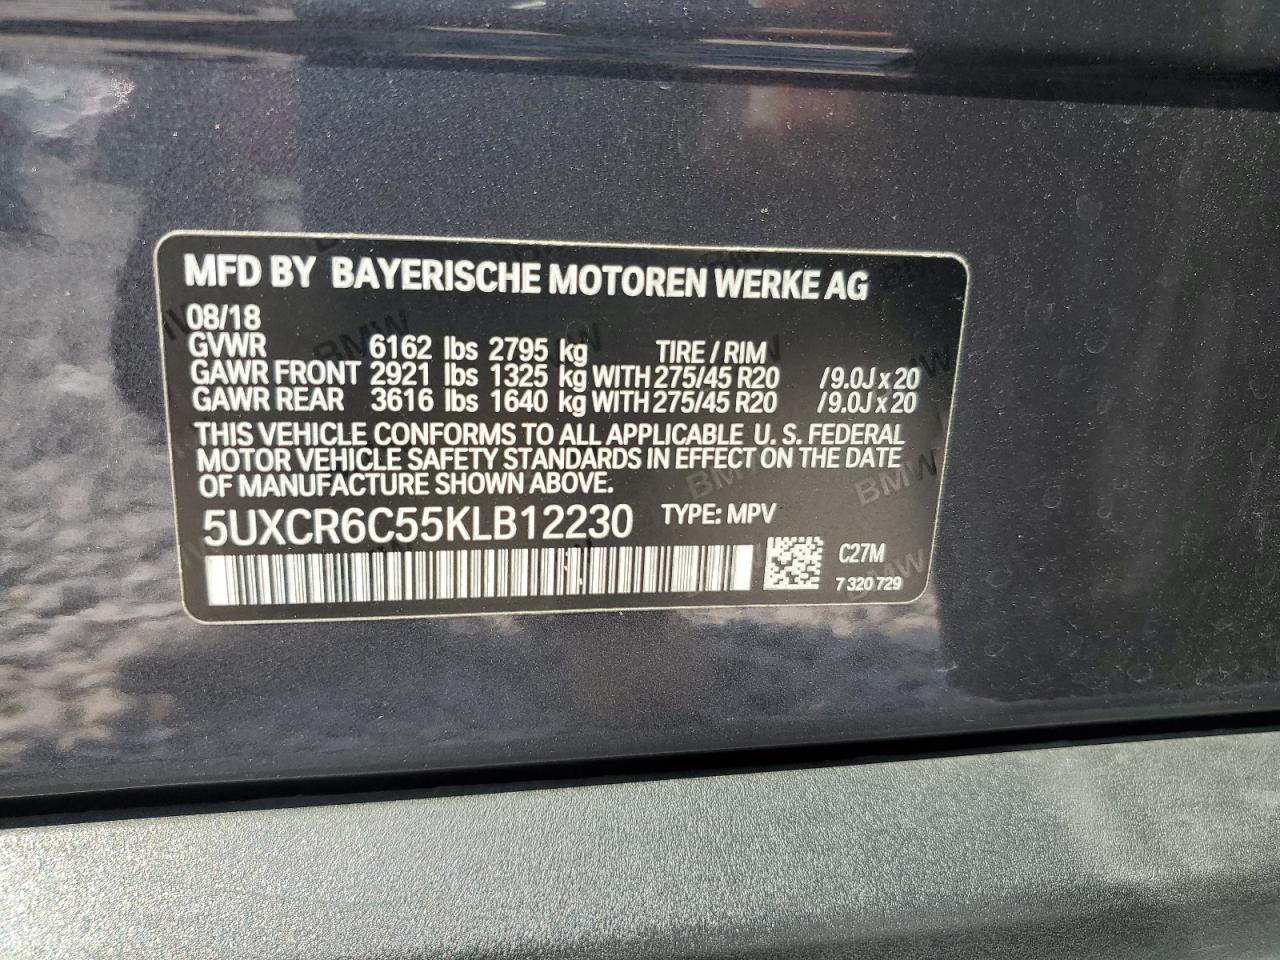 MFD BY BAYERISCHE MOTOREN WERKE AG
08/18
GVWR 6162 lbs 2795 kg TIRE / RIM
GAWR FRONT 2921 lbs 1325 kg WITH 275/45 R20 /9.0J x 20
GAWR REAR 3616 lbs 1640 kg WITH 275/45 R20 /9.0J x 20
THIS VEHICLE CONFORMS TO ALL APPLICABLE U. S. FEDERAL
MOTOR VEHICLE SAFETY STANDARDS IN EFFECT ON THE DATE
OF MANUFACTURE SHOWN ABOVE.
5UXCR6C55KLB12230 TYPE: MPV
C27M
7 320 729